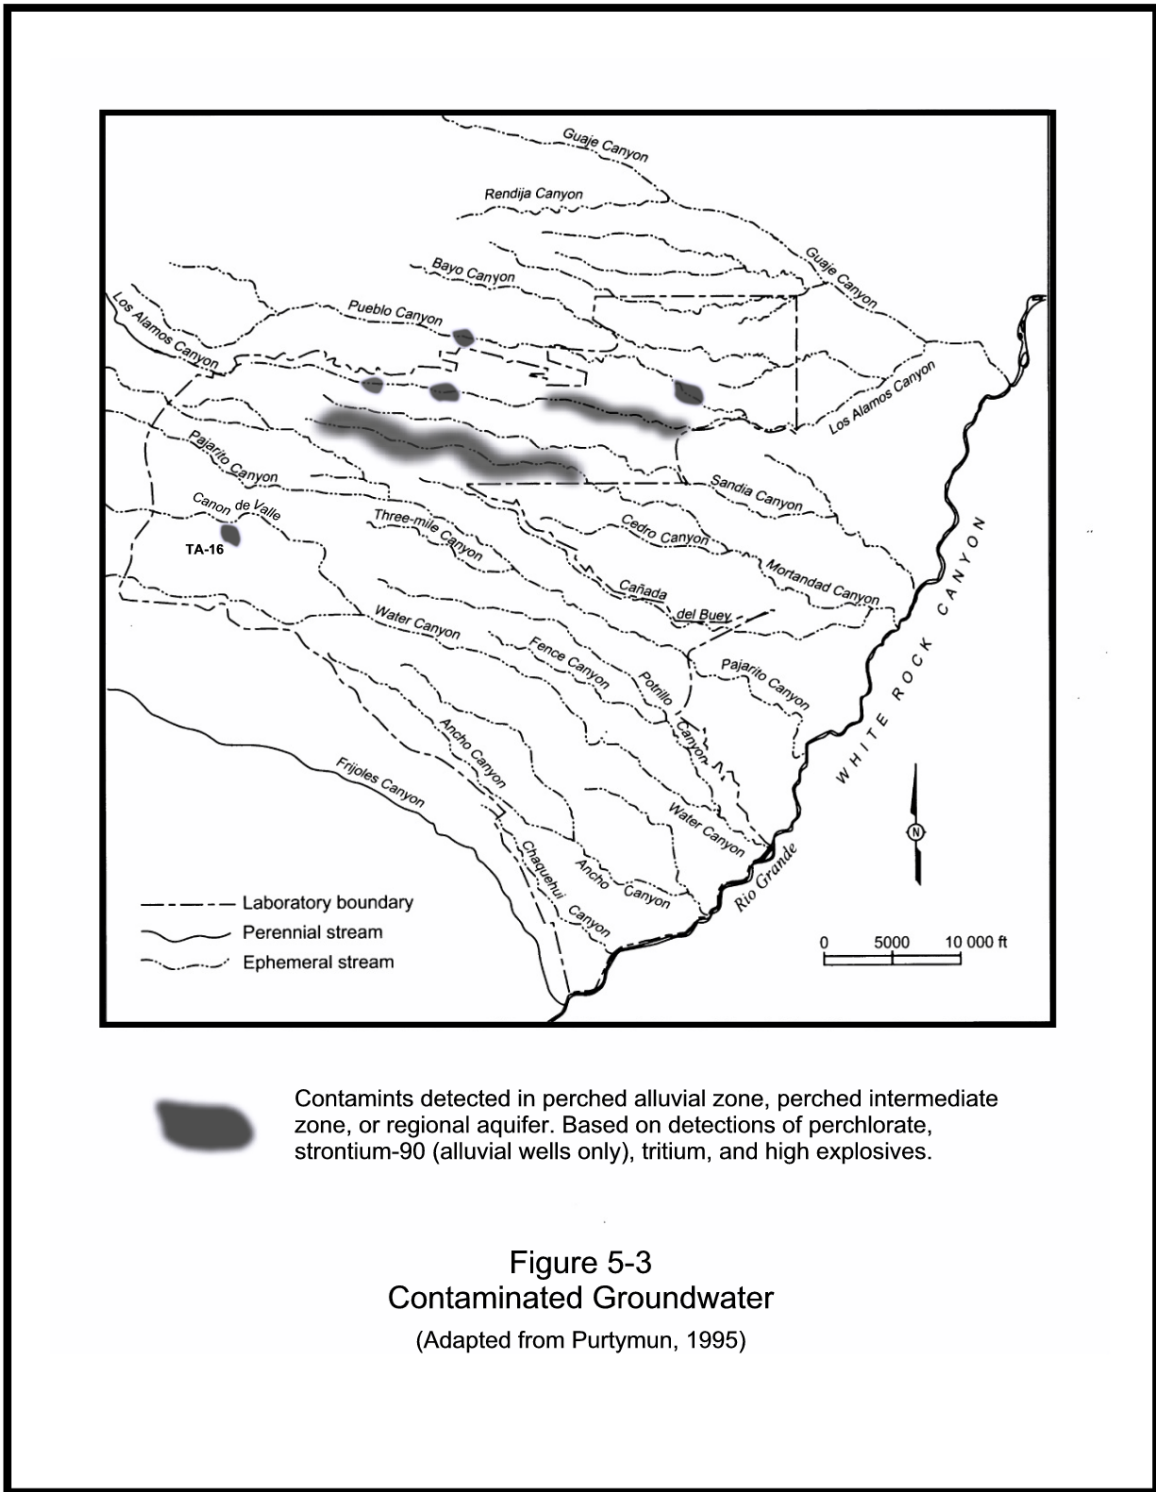 Guaje Canyon
Rendija Canyon
Guaje Canyon
Bayo Canyon
Pueblo Canyon
Los Alamos Canyon
Los Alamos Canyon
Pajarito Canyon
Sandia Canyon
Canon de Valle
TA-16
Three-mile Canyon
Cedro Canyon
Mortandad Canyon
Cañada
del Buey
Water Canyon
Fence Canyon
Potrillo
Canyon
Pajarito Canyon
WHITE ROCK CANYON
Ancho Canyon
Frijoles Canyon
Water Canyon
N
Chaquehui
Canyon
Ancho
Canyon
Rio Grande
Laboratory boundary
Perennial stream
Ephemeral stream
0 5000 10 000 ft
Contamints detected in perched alluvial zone, perched intermediate
zone, or regional aquifer. Based on detections of perchlorate,
strontium-90 (alluvial wells only), tritium, and high explosives.
Figure 5-3
Contaminated Groundwater
(Adapted from Purtymun, 1995)